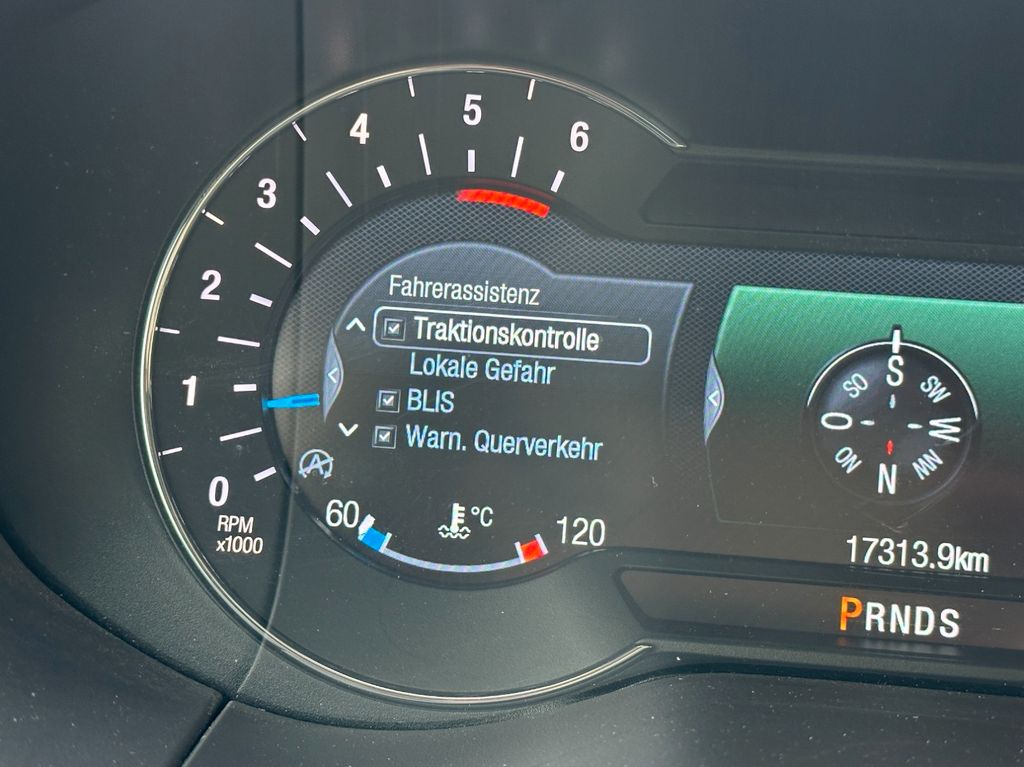 6
5
4
3
2
1
0
RPM
x1000
Fahrerassistenz
Traktionskontrolle
Lokale Gefahr
BLIS
Warn. Querverkehr
A
60
°C
120
S
SO
SW
O
W
NO
NW
N
17313.9km
PRNDS